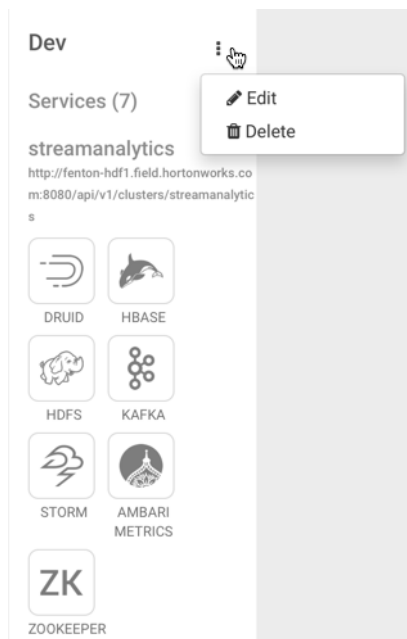 Dev
Edit
Services (7)
Delete
streamanalytics
http://fenton-hdf1.field.hortonworks.co
m:8080/api/v1/clusters/streamanalytic
s
DRUID HBASE
HDFS KAFKA
STORM AMBARI
METRICS
ZK
ZOOKEEPER